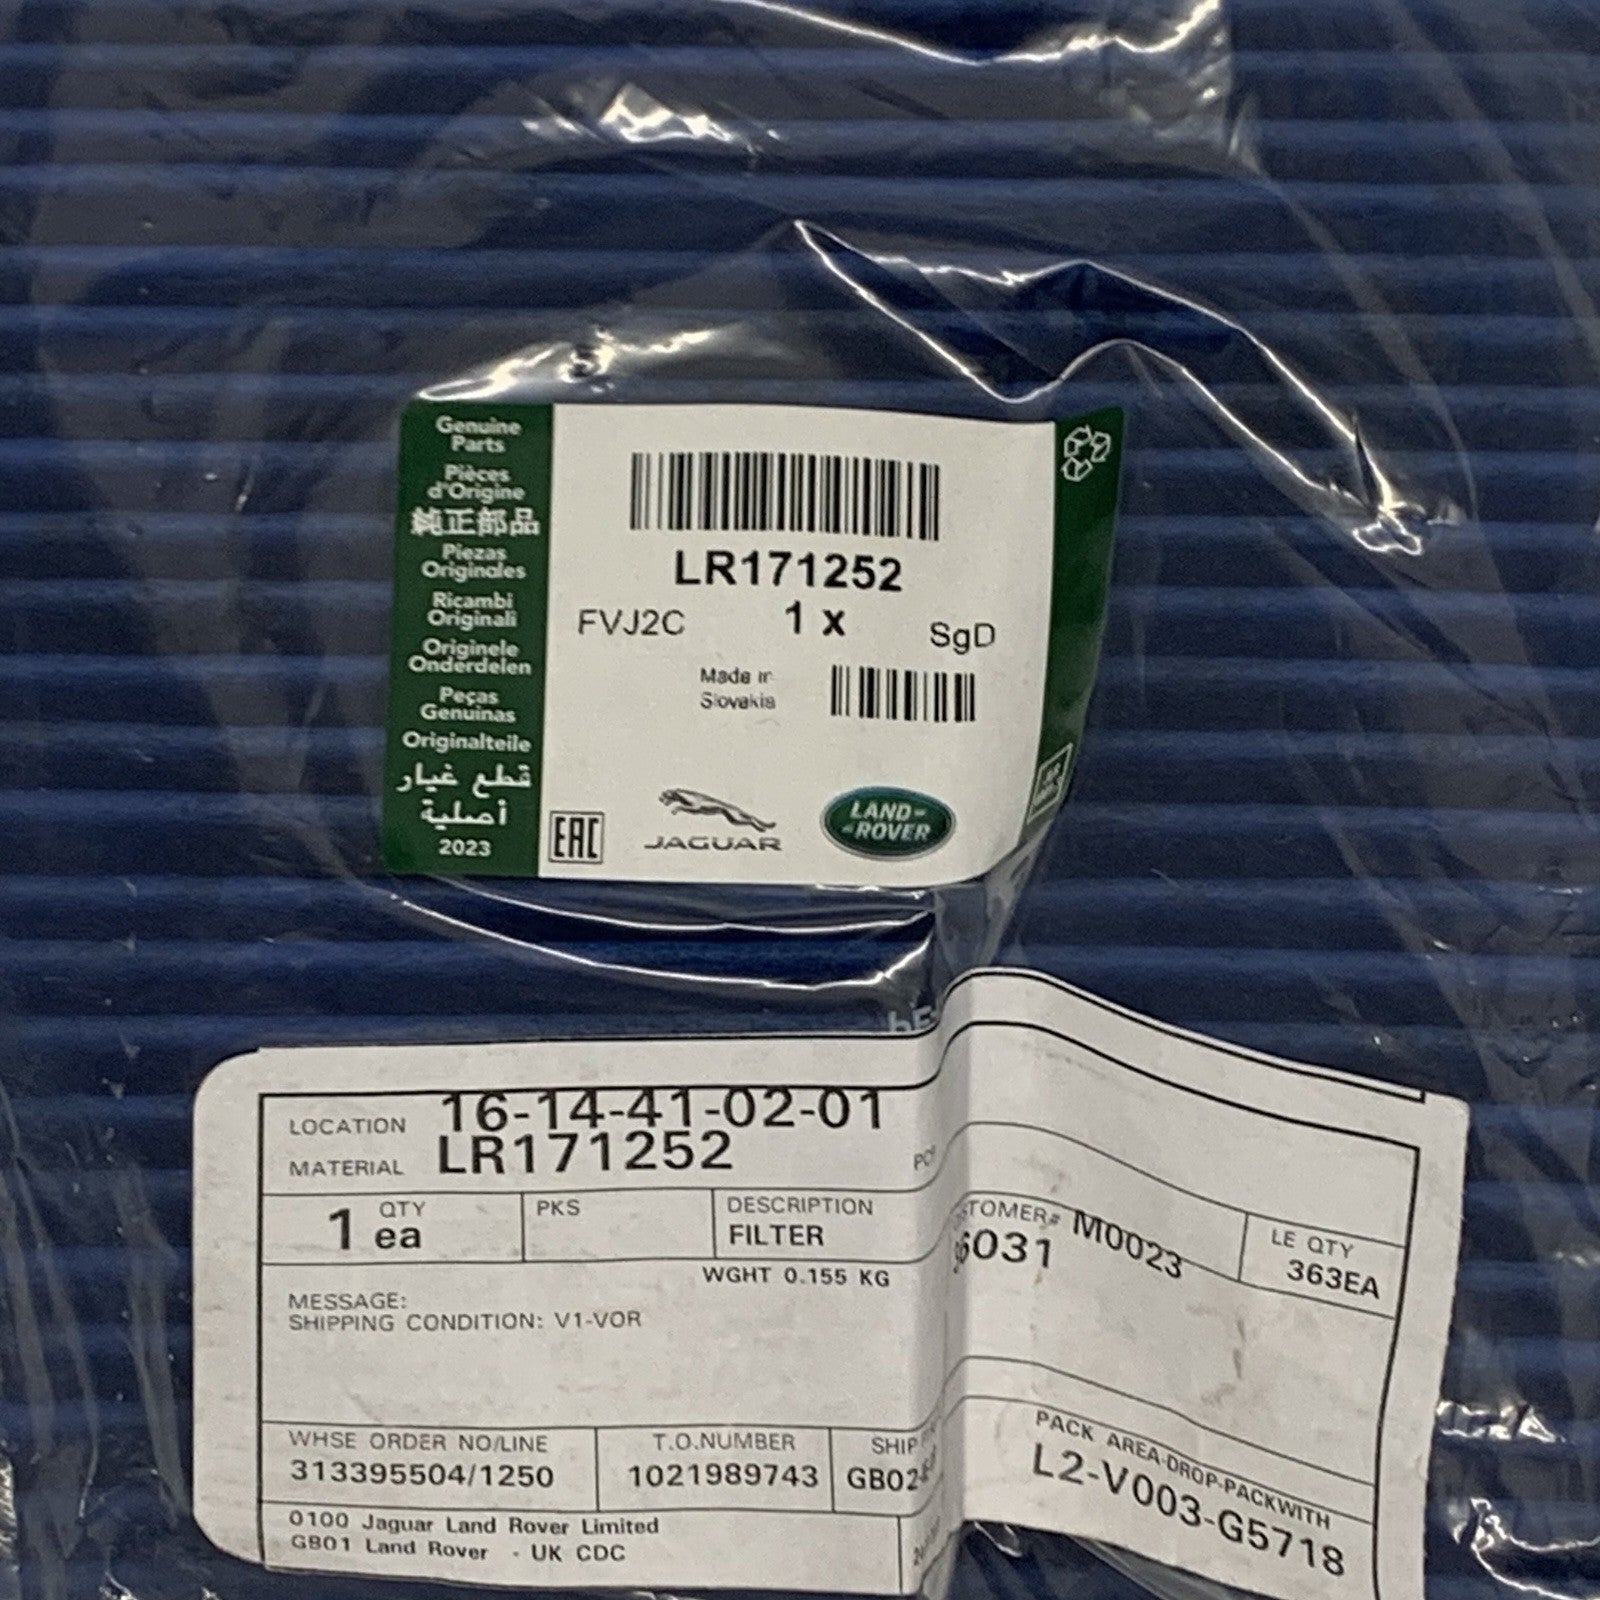 Genuine
Parts
Pièces
d'Origine
純正部品
Piezas
Originales
Ricambi
Originali
Originele
Onderdelen
Peças
Genuinas
Originalteile
قطع غيار
أصلية
2023
LR171252
FVJ2C 1 x SgD
Made in
Slovakia
EAC
JAGUAR
LAND-
-ROVER
LOCATION 16-14-41-02-01
MATERIAL LR171252
QTY
1 ea
PKS
DESCRIPTION
FILTER
M0023
6031
LE QTY
363EA
WGHT 0.155 KG
MESSAGE:
SHIPPING CONDITION: V1-VOR
WHSE ORDER NO/LINE
313395504/1250
T.O.NUMBER
1021989743
SHIP
GB02
PACK AREA-DROP-PACKWITH
L2-V003-G5718
0100 Jaguar Land Rover Limited
GB01 Land Rover - UK CDC